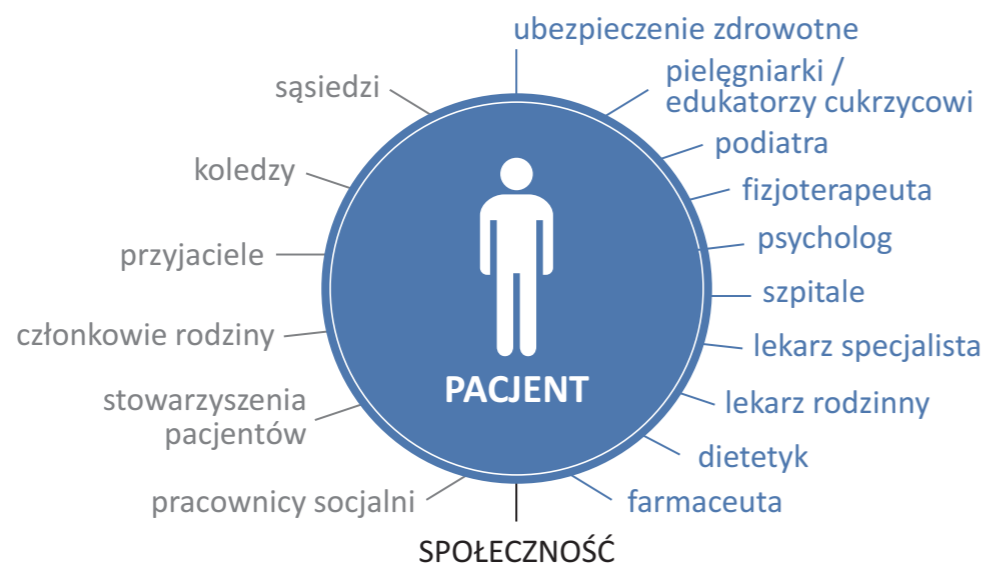 ubezpieczenie zdrowotne
pielęgniarki /
edukatorzy cukrzycowi
podiatra
fizjoterapeuta
psycholog
szpitale
lekarz specjalista
lekarz rodzinny
dietetyk
farmaceuta
SPOŁECZNOŚĆ
pracownicy socjalni
stowarzyszenia
pacjentów
członkowie rodziny
przyjaciele
koledzy
sąsiedzi
PACJENT